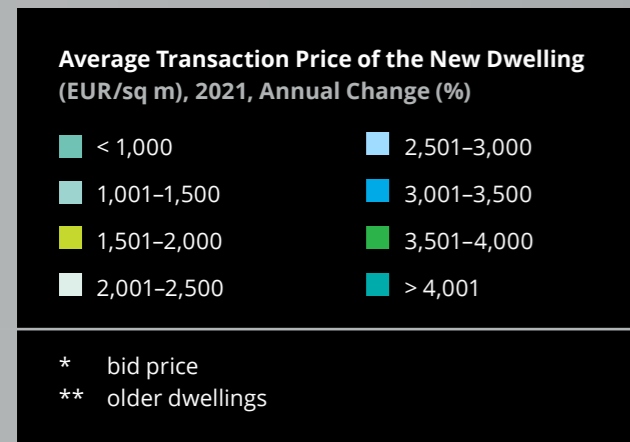 Average Transaction Price of the New Dwelling
(EUR/sq m), 2021, Annual Change (%)
< 1,000
1,001–1,500
1,501–2,000
2,001–2,500
2,501–3,000
3,001–3,500
3,501–4,000
> 4,001
* bid price
** older dwellings